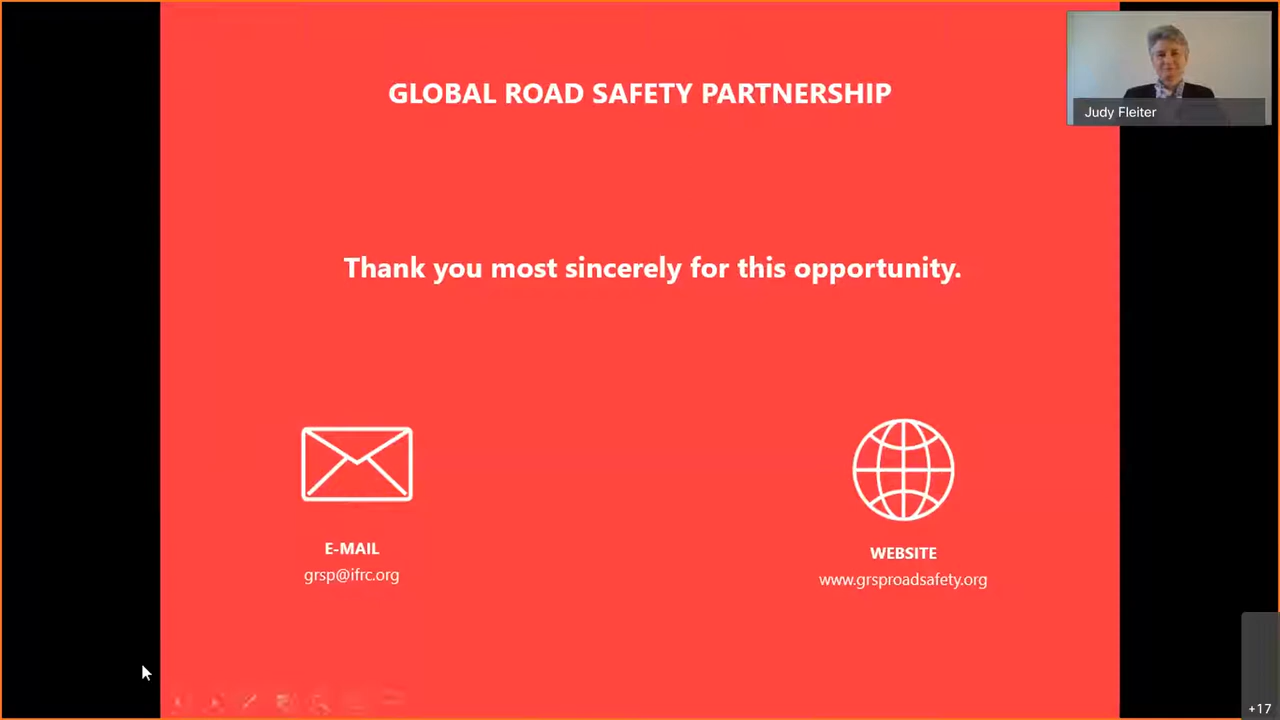 GLOBAL ROAD SAFETY PARTNERSHIP
Judy Fleiter
Thank you most sincerely for this opportunity.
E-MAIL
grsp@ifrc.org
WEBSITE
www.grsproadsafety.org
+17